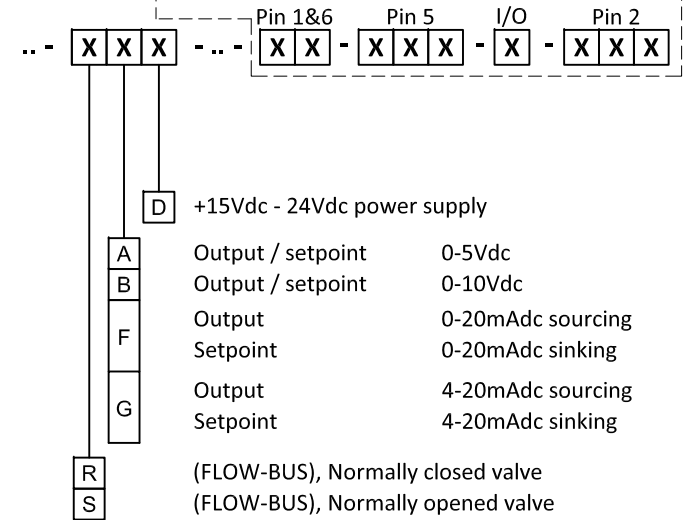 Pin 1&6 Pin 5 I/O Pin 2
.. - X X X - .. - X X - X X X - X - X X X
D +15Vdc - 24Vdc power supply
A Output / setpoint 0-5Vdc
B Output / setpoint 0-10Vdc
F Output 0-20mAdc sourcing
Setpoint 0-20mAdc sinking
G Output 4-20mAdc sourcing
Setpoint 4-20mAdc sinking
R (FLOW-BUS), Normally closed valve
S (FLOW-BUS), Normally opened valve